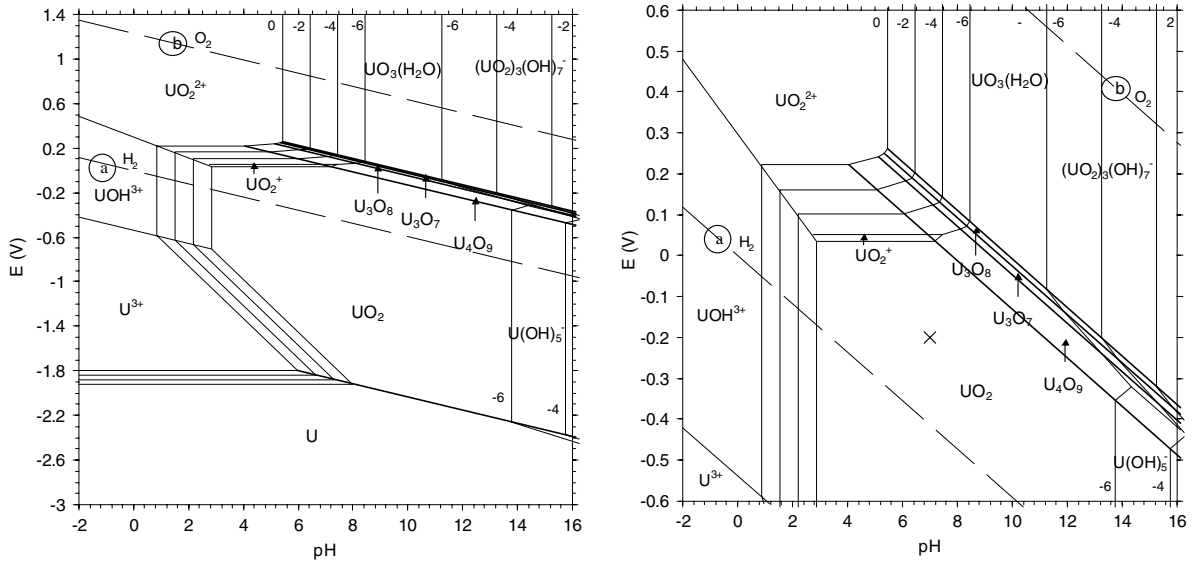 1.4
1
0.6
0.2
-0.2
-0.6
-1
-1.4
-1.8
-2.2
-2.6
-3
E (V)
-2 0 2 4 6 8 10 12 14 16
pH
0 -2 -4 -6 -6 -4 -2
b O₂
UO₂²⁺
UO₃(H₂O)
(UO₂)₃(OH)₇⁻
a H₂
UOH³⁺
UO₂⁺
U₃O₈
U₃O₇
U₄O₉
U³⁺
UO₂
U(OH)₅⁻
-6
-4
U
0.6
0.5
0.4
0.3
0.2
0.1
0
-0.1
-0.2
-0.3
-0.4
-0.5
-0.6
E (V)
-2 0 2 4 6 8 10 12 14 16
pH
0 -2 -4 -6 - -6 -4 2
UO₂²⁺
UO₃(H₂O)
b O₂
(UO₂)₃(OH)₇⁻
a H₂
UO₂⁺
U₃O₈
UOH³⁺
U₃O₇
U₄O₉
UO₂
U³⁺
U(OH)₅⁻
-6
-4